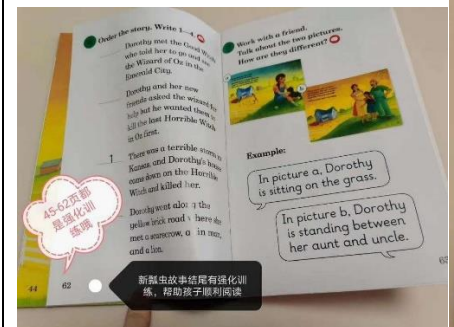 Order the story. Write 1-4.
Dorothy met the Good Witch
who told her to go and see
the Wizard of Oz in the
Emerald City.
Dorothy and her new
friends asked the wizard for
help but he wanted them to
kill the last Horrible Witch
in Oz first.
1 There was a terrible storm in
Kansas, and Dorothy's house
came down on the Horrible
Witch and killed her.
Dorothy went along the
yellow brick road where she
met a scarecrow, a tin man,
and a lion.
45-62页都
是强化训
练哦
44
62
新瓢虫故事结尾有强化训
练，帮助孩子顺利阅读
Work with a friend.
Talk about the two pictures.
How are they different?
a
b
Example:
In picture a, Dorothy
is sitting on the grass.
In picture b, Dorothy
is standing between
her aunt and uncle.